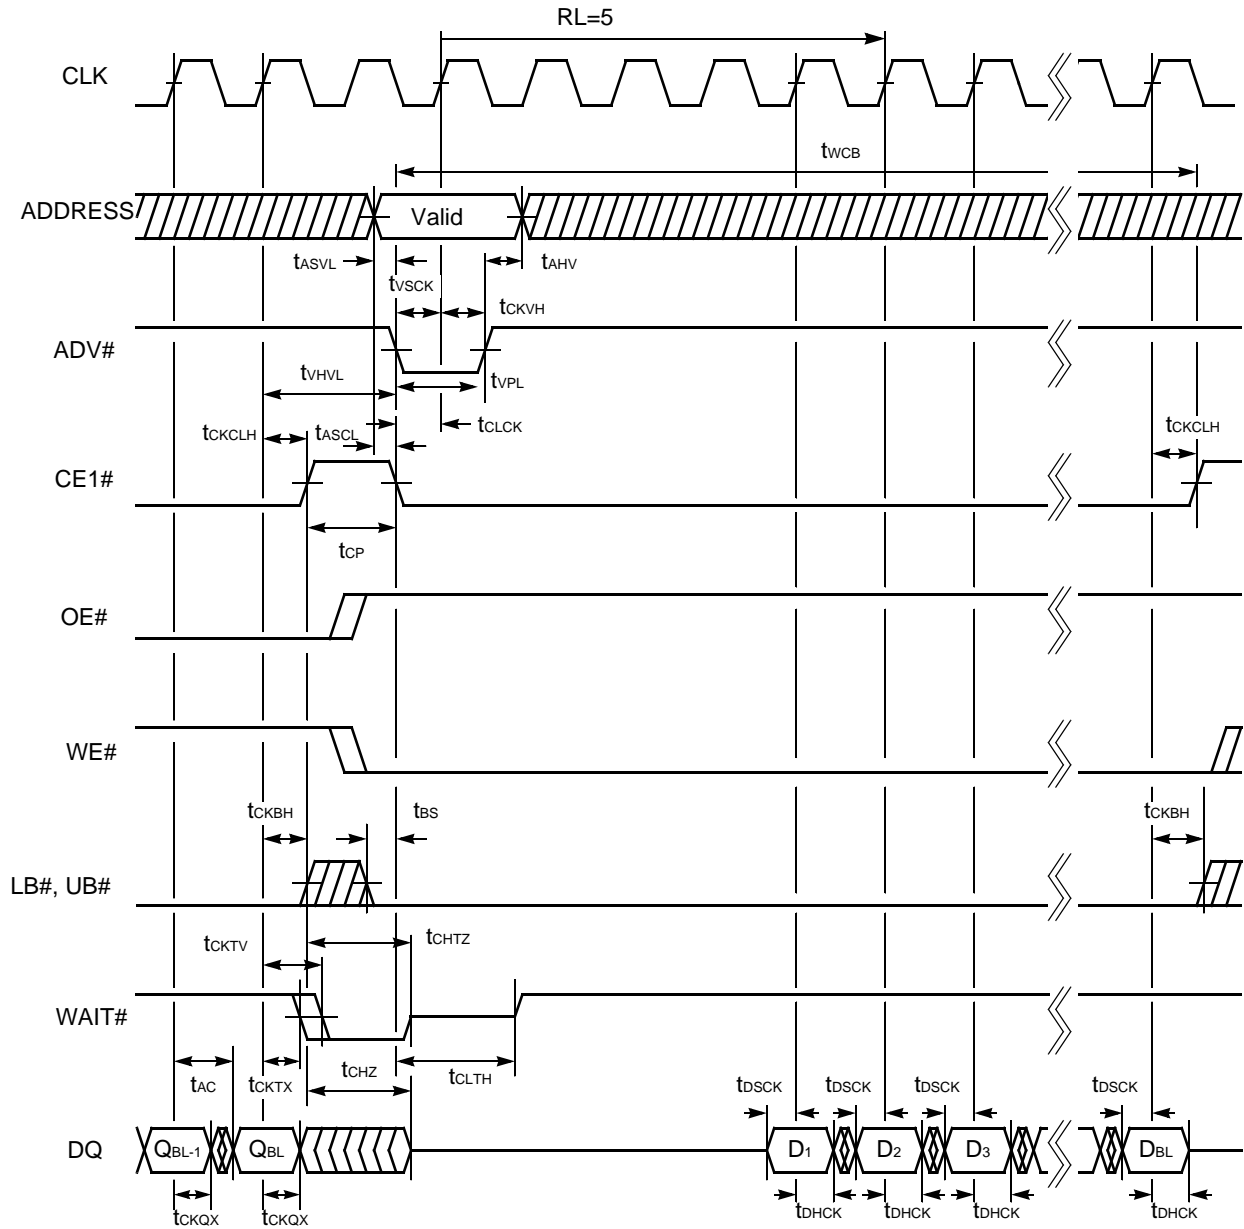 RL=5
CLK
tWCB
ADDRESS
Valid
tASVL
tAHV
tVSCK
tCKVH
ADV#
tVHVL
tVPL
tCKCLH
tASCL
tCLCK
tCKCLH
CE1#
tCP
OE#
WE#
tCKBH
tBS
tCKBH
LB#, UB#
tCKTV
tCHTZ
WAIT#
tAC
tCKTX
tCHZ
tCLTH
tDSCK
tDSCK
tDSCK
tDSCK
DQ
QBL-1
QBL
D1
D2
D3
DBL
tCKQX
tCKQX
tDHCK
tDHCK
tDHCK
tDHCK